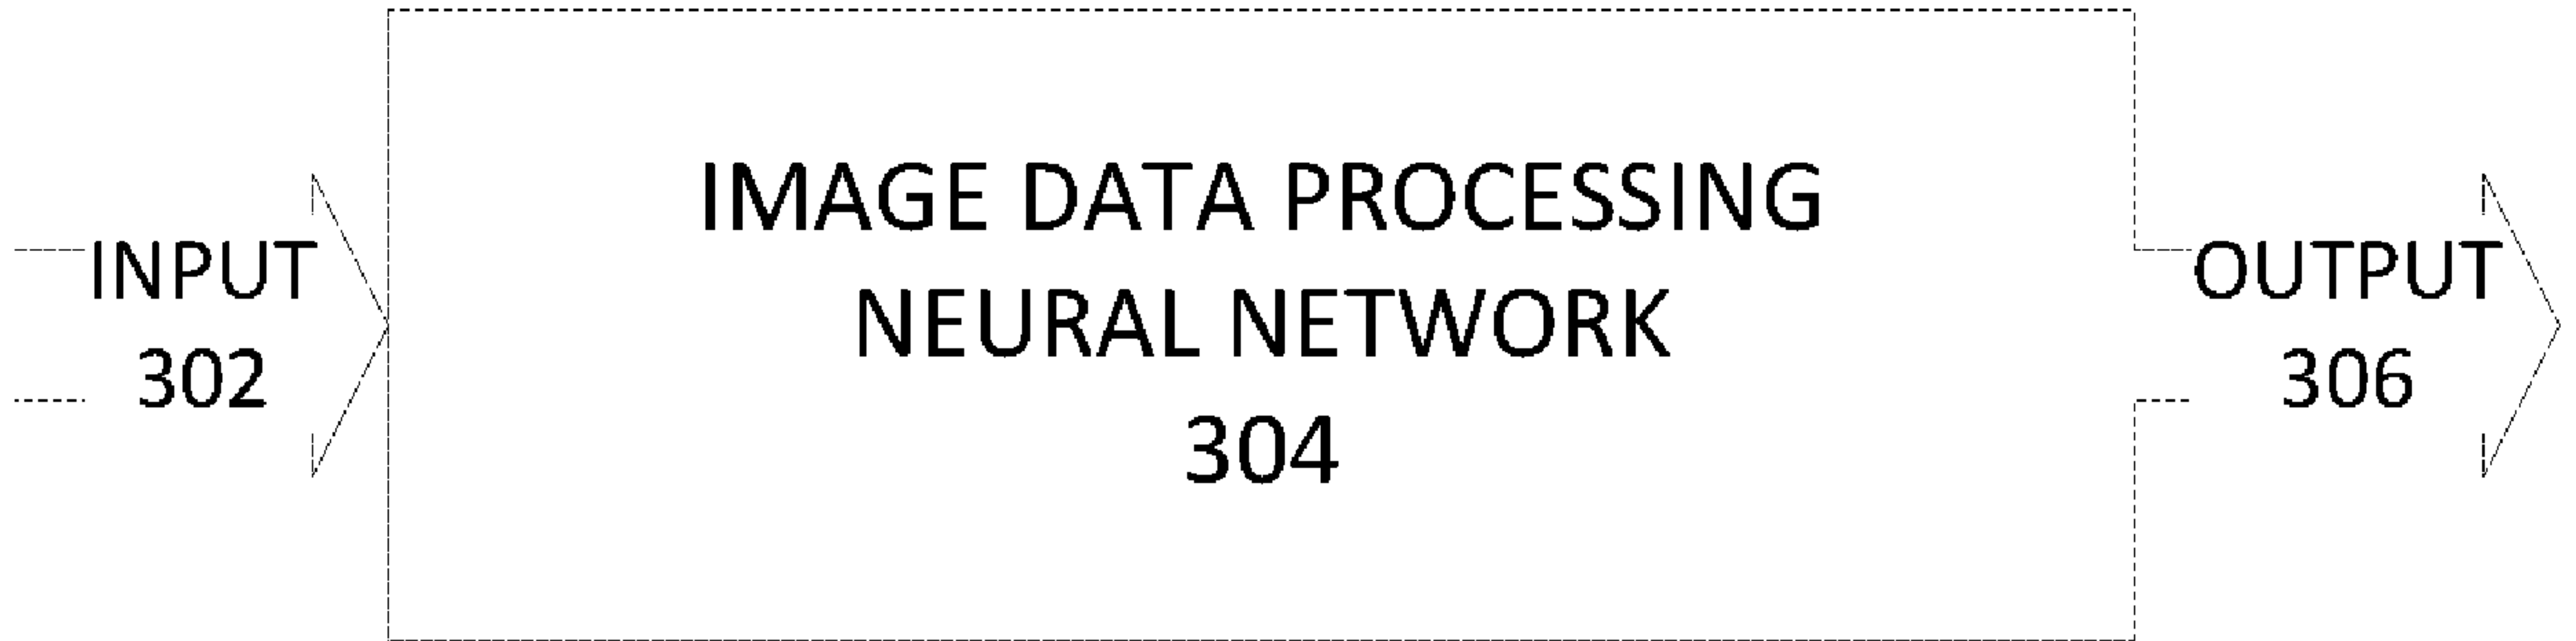 INPUT
302
IMAGE DATA PROCESSING
NEURAL NETWORK
304
OUTPUT
306